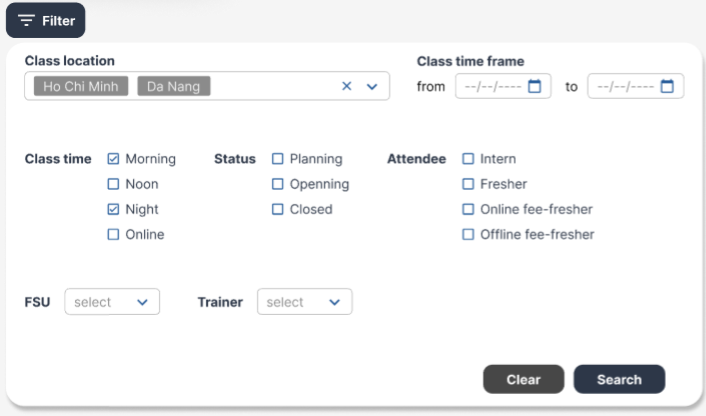 Filter
Class location
Class time frame
Ho Chi Minh Da Nang
from --/--/---- to --/--/----
Class time Morning Status Planning Attendee Intern
Noon Openning Fresher
Night Closed Online fee-fresher
Online Offline fee-fresher
FSU select Trainer select
Clear Search